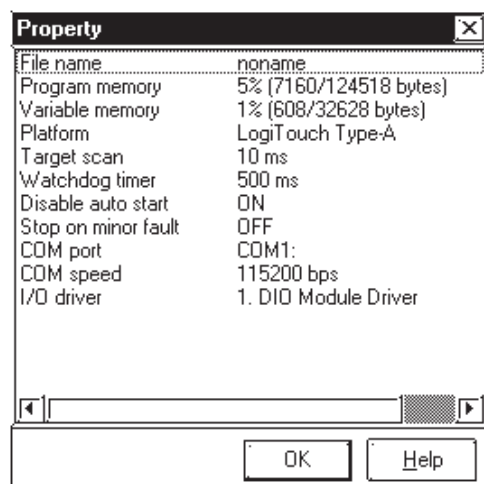 Property
File name noname
Program memory 5% (7160/124518 bytes)
Variable memory 1% (608/32628 bytes)
Platform LogiTouch Type-A
Target scan 10 ms
Watchdog timer 500 ms
Disable auto start ON
Stop on minor fault OFF
COM port COM1:
COM speed 115200 bps
I/O driver 1. DIO Module Driver
OK Help